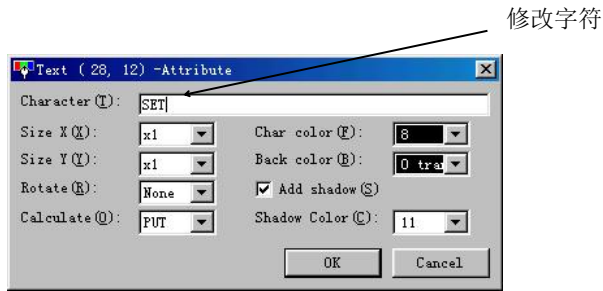 修改字符
Text ( 28, 12) -Attribute
Character(T): SET
Size X(X): x1 Char color(F): 8
Size Y(Y): x1 Back color(B): 0 tra
Rotate(R): None Add shadow(S)
Calculate(O): PUT Shadow Color(C): 11
OK Cancel